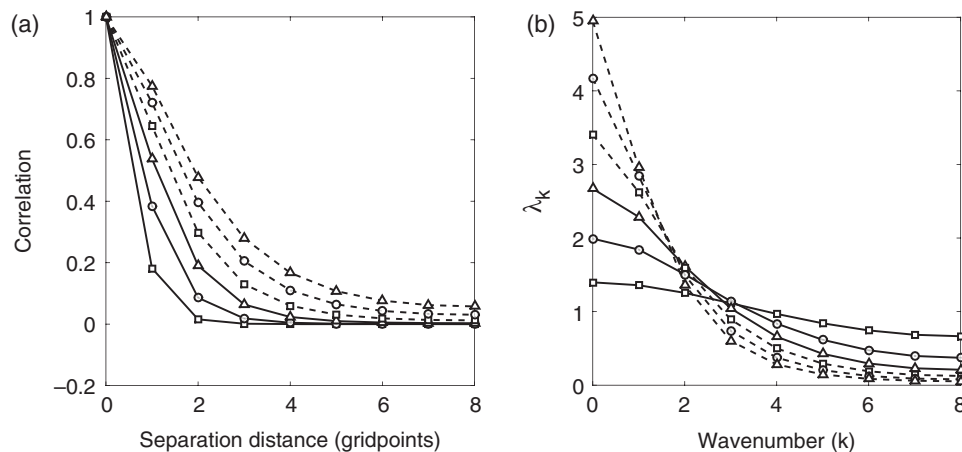 (a)
1
0.8
0.6
0.4
0.2
0
−0.2
0 2 4 6 8
Correlation
Separation distance (gridpoints)
(b)
5
4
3
2
1
0
0 2 4 6 8
λk
Wavenumber (k)